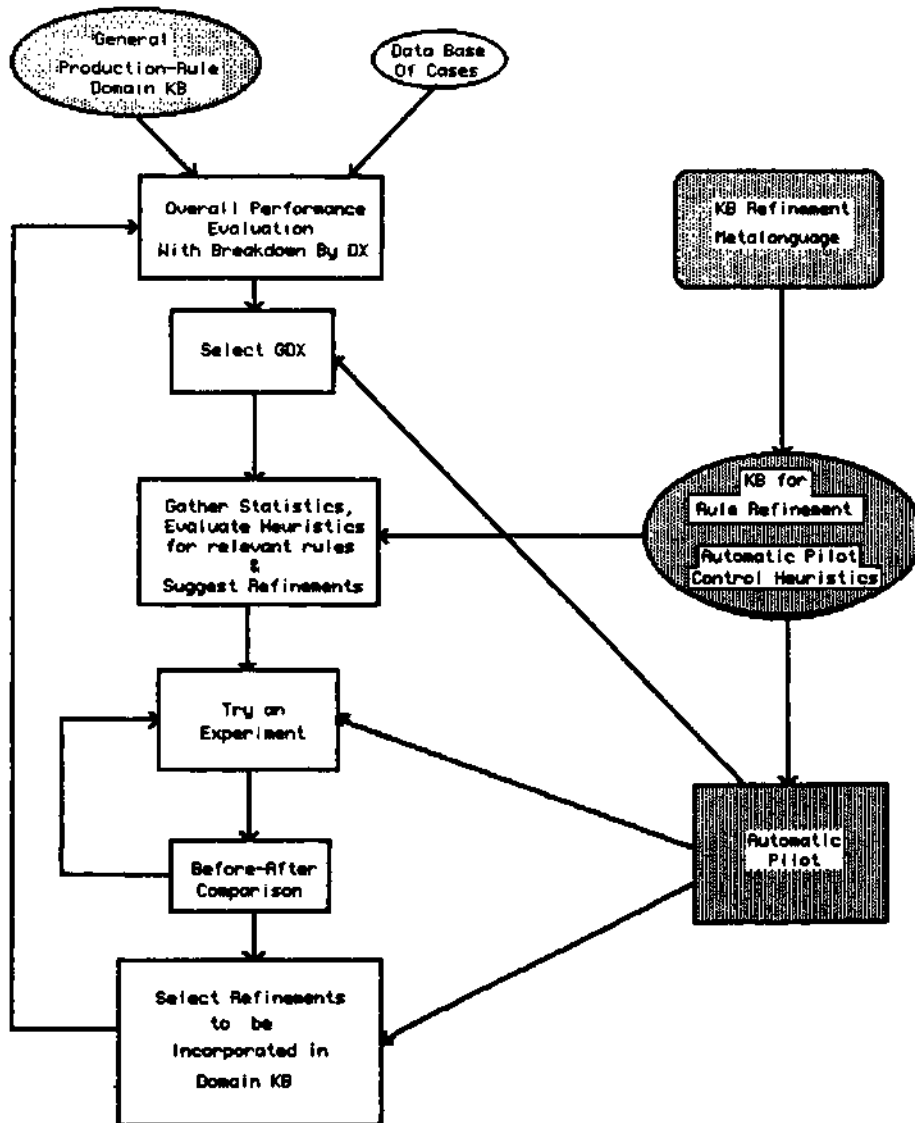 General
Production-Rule
Domain KB
Data Base
Of Cases
Overall Performance
Evaluation
With Breakdown By DX
KB Refinement
Metalanguage
Select GDX
Gather Statistics,
Evaluate Heuristics
for relevant rules
&
Suggest Refinements
KB for
Rule Refinement
Automatic Pilot
Control Heuristics
Try an
Experiment
Before-After
Comparison
Automatic
Pilot
Select Refinements
to be
Incorporated in
Domain KB